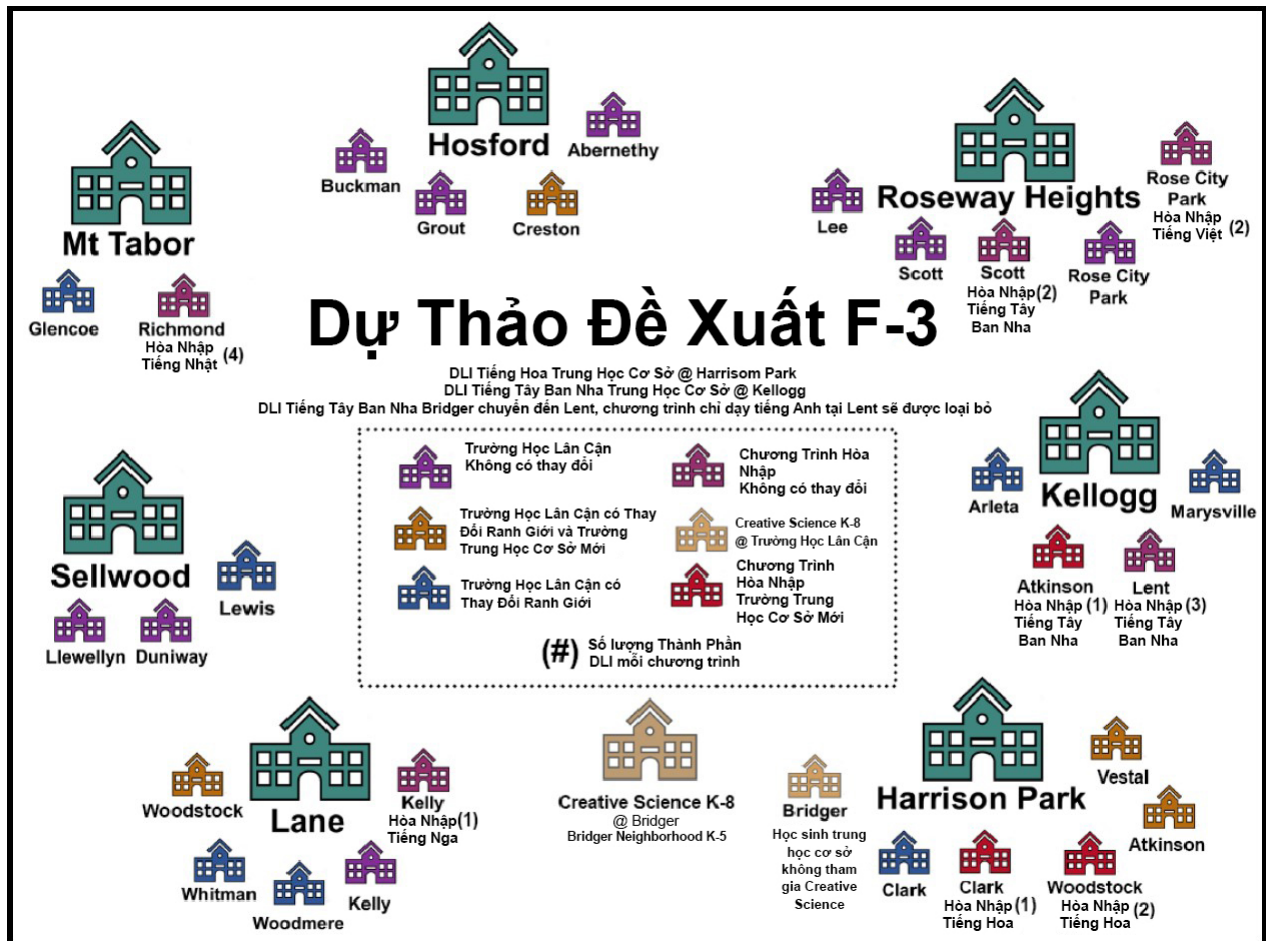 Hosford
Buckman
Abernethy
Grout
Creston
Mt Tabor
Glencoe
Richmond
Hòa Nhập
Tiếng Nhật (4)
Roseway Heights
Lee
Scott
Scott
Hòa Nhập (2)
Tiếng Tây
Ban Nha
Rose City
Park
Rose City
Park
Hòa Nhập
Tiếng Việt (2)
Dự Thảo Đề Xuất F-3
DLI Tiếng Hoa Trung Học Cơ Sở @ Harrisom Park
DLI Tiếng Tây Ban Nha Trung Học Cơ Sở @ Kellogg
DLI Tiếng Tây Ban Nha Bridger chuyển đến Lent, chương trình chỉ dạy tiếng Anh tại Lent sẽ được loại bỏ
Trường Học Lân Cận
Không có thay đổi
Chương Trình Hòa
Nhập
Không có thay đổi
Trường Học Lân Cận có Thay
Đổi Ranh Giới và Trường
Trung Học Cơ Sở Mới
Creative Science K-8
@ Trường Học Lân Cận
Trường Học Lân Cận có
Thay Đổi Ranh Giới
Chương Trình
Hòa Nhập
Trường Trung
Học Cơ Sở Mới
(#) Số lượng Thành Phần
DLI mỗi chương trình
Sellwood
Lewis
Llewellyn
Duniway
Kellogg
Arleta
Marysville
Atkinson
Hòa Nhập (1)
Tiếng Tây
Ban Nha
Lent
Hòa Nhập (3)
Tiếng Tây
Ban Nha
Lane
Woodstock
Kelly
Hòa Nhập (1)
Tiếng Nga
Whitman
Woodmere
Kelly
Creative Science K-8
@ Bridger
Bridger Neighborhood K-5
Bridger
Học sinh trung
học cơ sở
không tham
gia Creative
Science
Harrison Park
Vestal
Atkinson
Clark
Clark
Hòa Nhập (1)
Tiếng Hoa
Woodstock
Hòa Nhập (2)
Tiếng Hoa